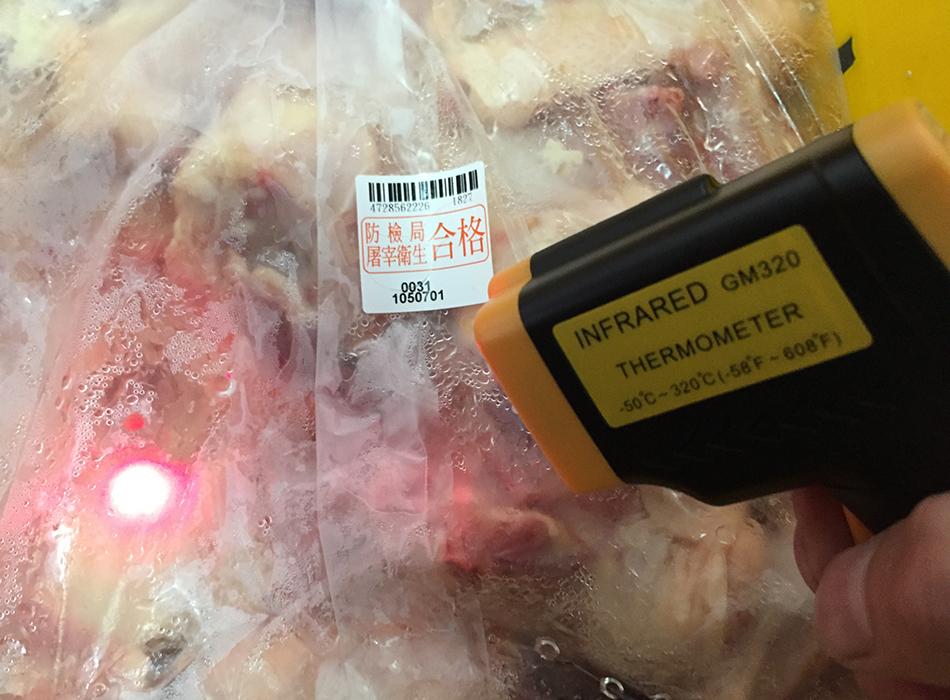 4728562226 1827
防檢局
屠宰衛生
合格
0031
1050701
INFRARED GM320
THERMOMETER
-50℃~320℃(-58℉~608℉)